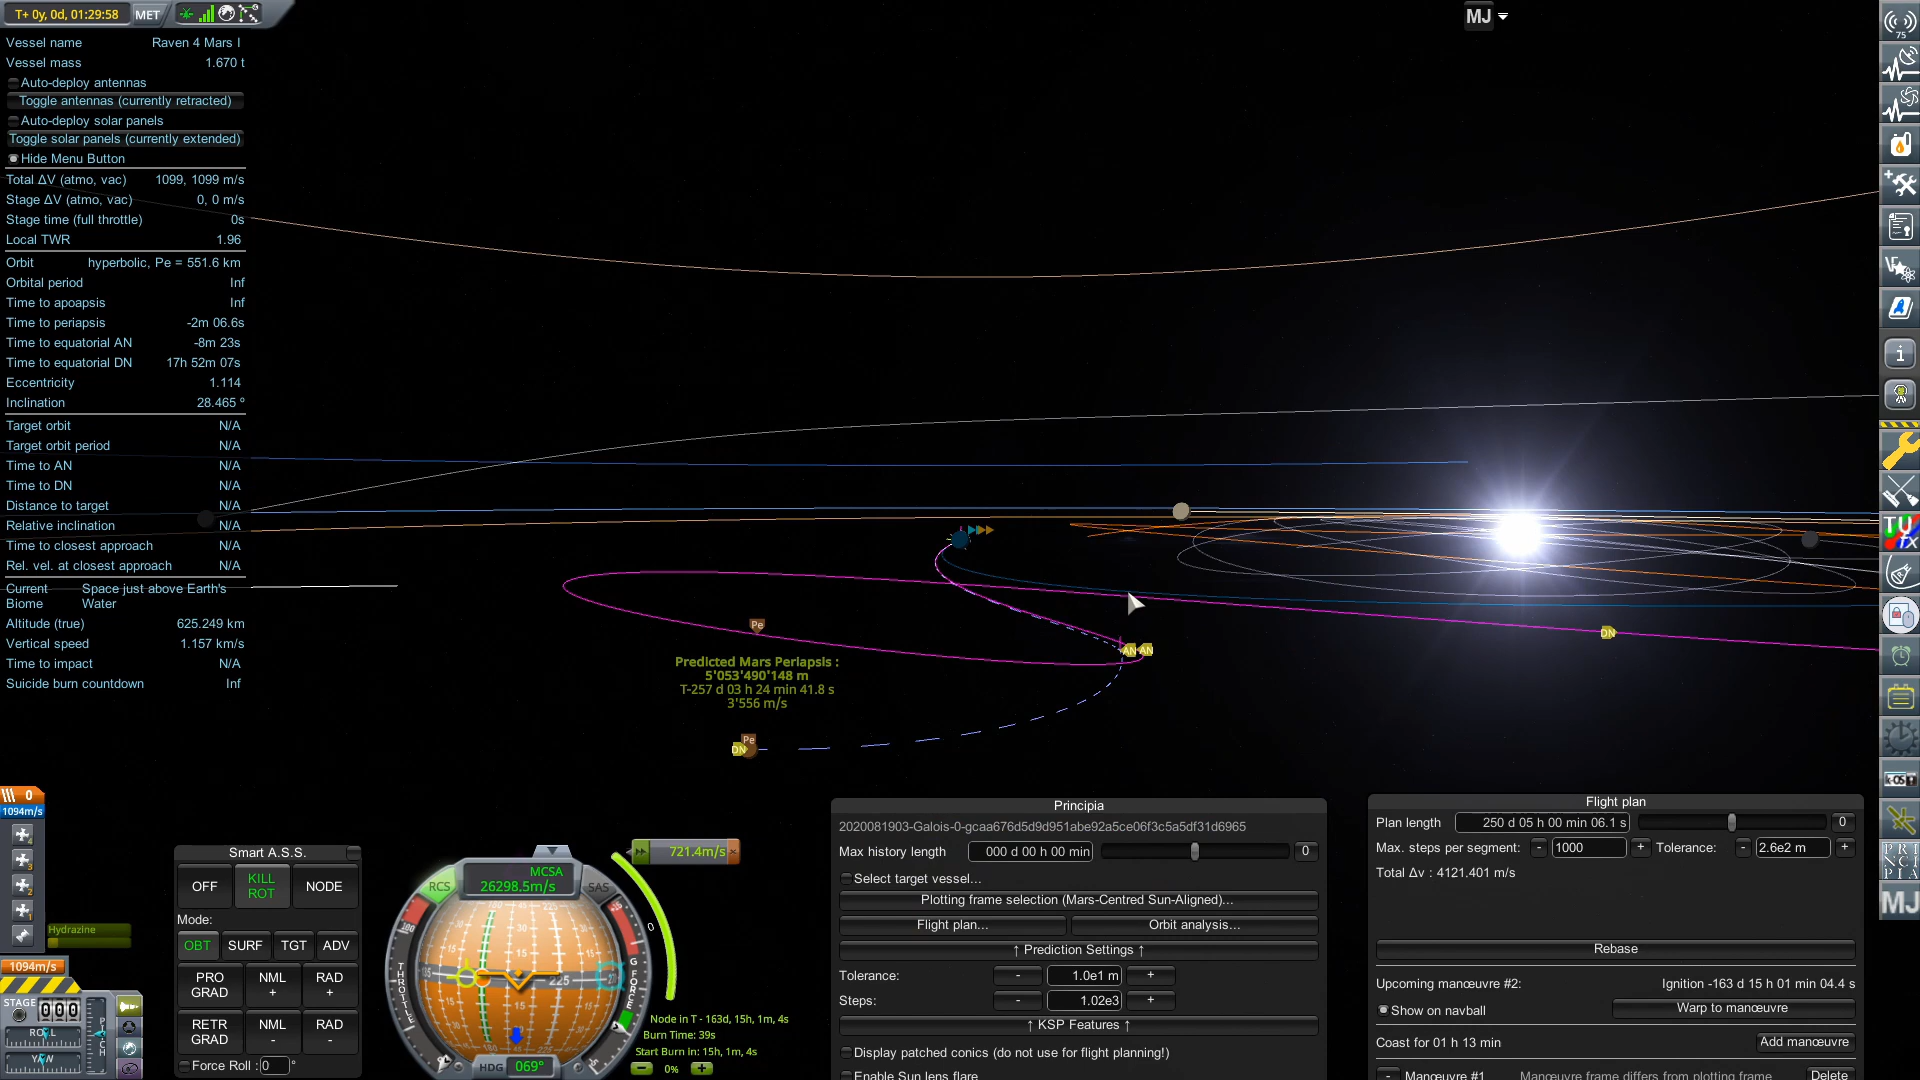 T+ 0y, 0d, 01:29:58 MET
MJ
75
Vessel name Raven 4 Mars I
Vessel mass 1.670 t
Auto-deploy antennas
Toggle antennas (currently retracted)
Auto-deploy solar panels
Toggle solar panels (currently extended)
Hide Menu Button
Total ΔV (atmo, vac) 1099, 1099 m/s
Stage ΔV (atmo, vac) 0, 0 m/s
Stage time (full throttle) 0s
Local TWR 1.96
Orbit hyperbolic, Pe = 551.6 km
Orbital period Inf
Time to apoapsis Inf
Time to periapsis -2m 06.6s
Time to equatorial AN -8m 23s
Time to equatorial DN 17h 52m 07s
Eccentricity 1.114
Inclination 28.465 º
Target orbit N/A
Target orbit period N/A
Time to AN N/A
Time to DN N/A
Distance to target N/A
Relative inclination N/A
Time to closest approach N/A
Rel. vel. at closest approach N/A
Current Space just above Earth's
Biome Water
Altitude (true) 625.249 km
Vertical speed 1.157 km/s
Time to impact N/A
Suicide burn countdown Inf
Pe
DN
AN AN
Predicted Mars Periapsis :
5'053'490'148 m
T-257 d 03 h 24 min 41.8 s
3'556 m/s
Pe
DN
0
1094m/s
4
3
2
1
Hydrazine
1094m/s
STAGE 000
ROLL
YAW
PITCH
Smart A.S.S.
OFF
KILL ROT
NODE
Mode:
OBT SURF TGT ADV
PRO GRAD
NML +
RAD +
RETR GRAD
NML -
RAD -
Force Roll : 0 °
721.4m/s
RCS
MCSA
26298.5m/s
SAS
THROTTLE
G FORCE
0
225
HDG 069°
Node in T - 163d, 15h, 1m, 4s
Burn Time: 39s
Start Burn In: 15h, 1m, 4s
0%
Principia
2020081903-Galois-0-gcaa676d5d9d951abe92a5ce06f3c5a5df31d6965
Max history length 000 d 00 h 00 min 0
Select target vessel...
Plotting frame selection (Mars-Centred Sun-Aligned)...
Flight plan... Orbit analysis...
↑ Prediction Settings ↑
Tolerance: - 1.0e1 m +
Steps: - 1.02e3 +
↑ KSP Features ↑
Display patched conics (do not use for flight planning!)
Enable Sun lens flare
Flight plan
Plan length 250 d 05 h 00 min 06.1 s 0
Max. steps per segment: - 1000 + Tolerance: - 2.6e2 m +
Total Δv : 4121.401 m/s
Rebase
Upcoming manœuvre #2: Ignition -163 d 15 h 01 min 04.4 s
Show on navball Warp to manœuvre
Coast for 01 h 13 min Add manœuvre
- Manœuvre #1 Manœuvre frame differs from plotting frame Delete
PRINCIPIA
MJ